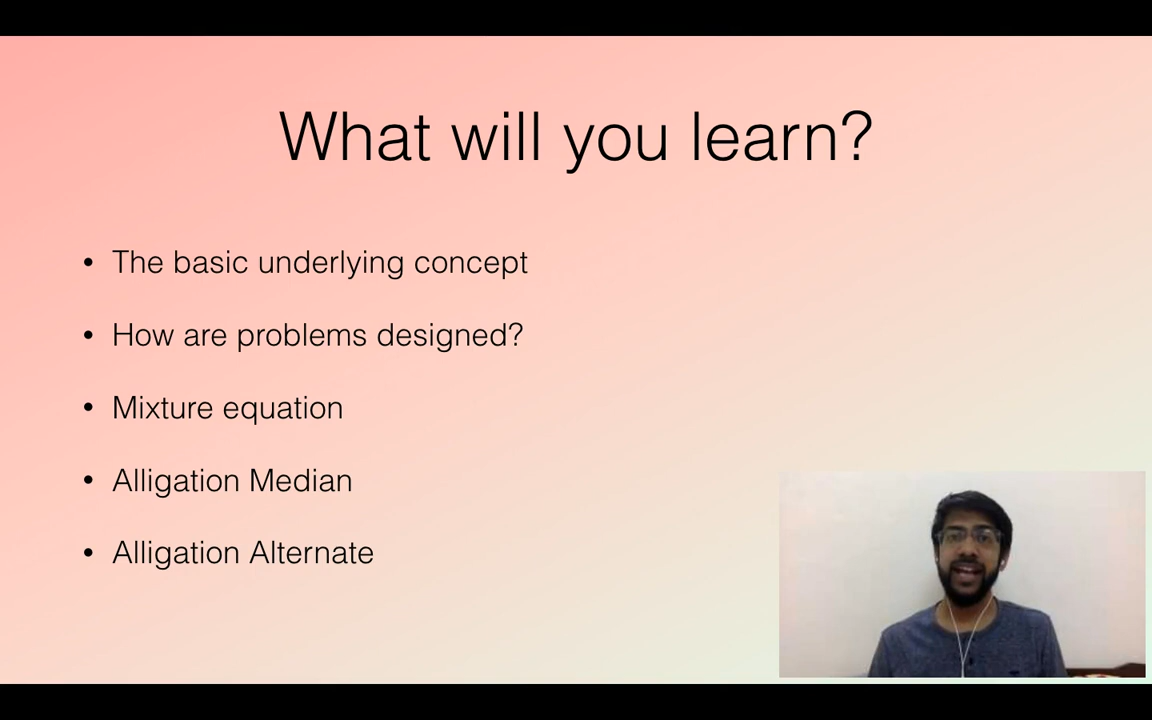 What will you learn?
• The basic underlying concept
• How are problems designed?
• Mixture equation
• Alligation Median
• Alligation Alternate